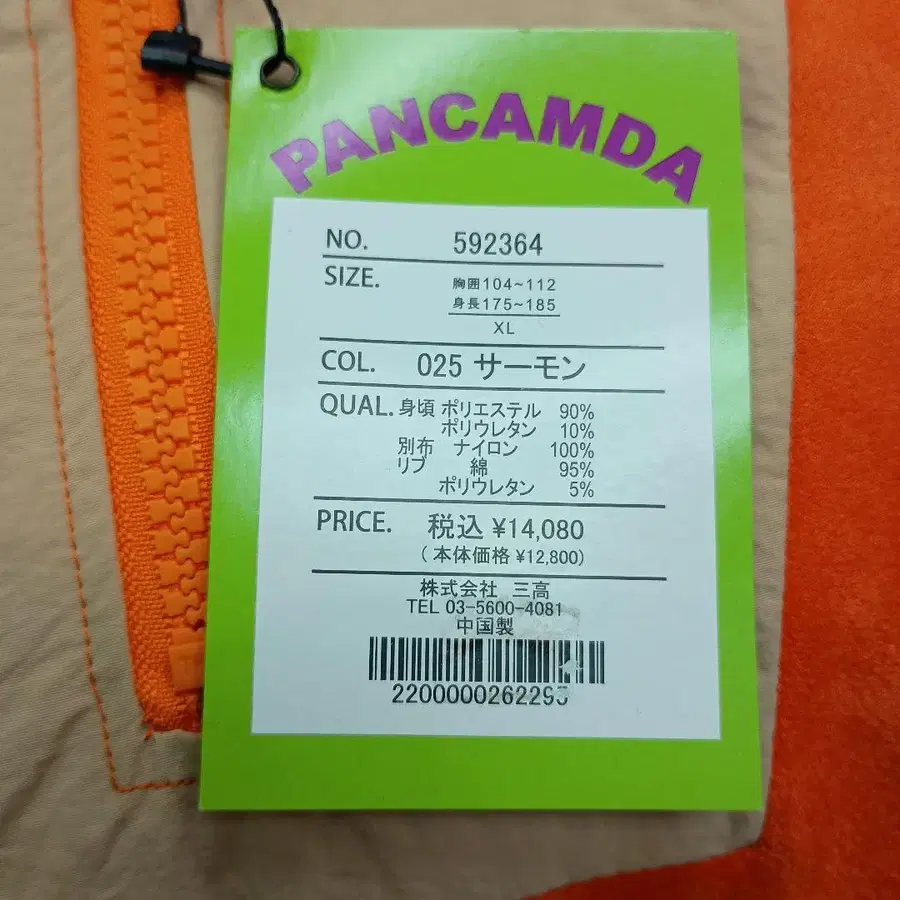 PANCAMDA
NO. 592364
SIZE. 胸囲104~112
身長175~185
XL
COL. 025 サーモン
QUAL. 身頃 ポリエステル 90%
ポリウレタン 10%
別布 ナイロン 100%
リブ 綿 95%
ポリウレタン 5%
PRICE. 税込 ¥14,080
(本体価格 ¥12,800)
株式会社 三高
TEL 03-5600-4081
中国製
2200000262295